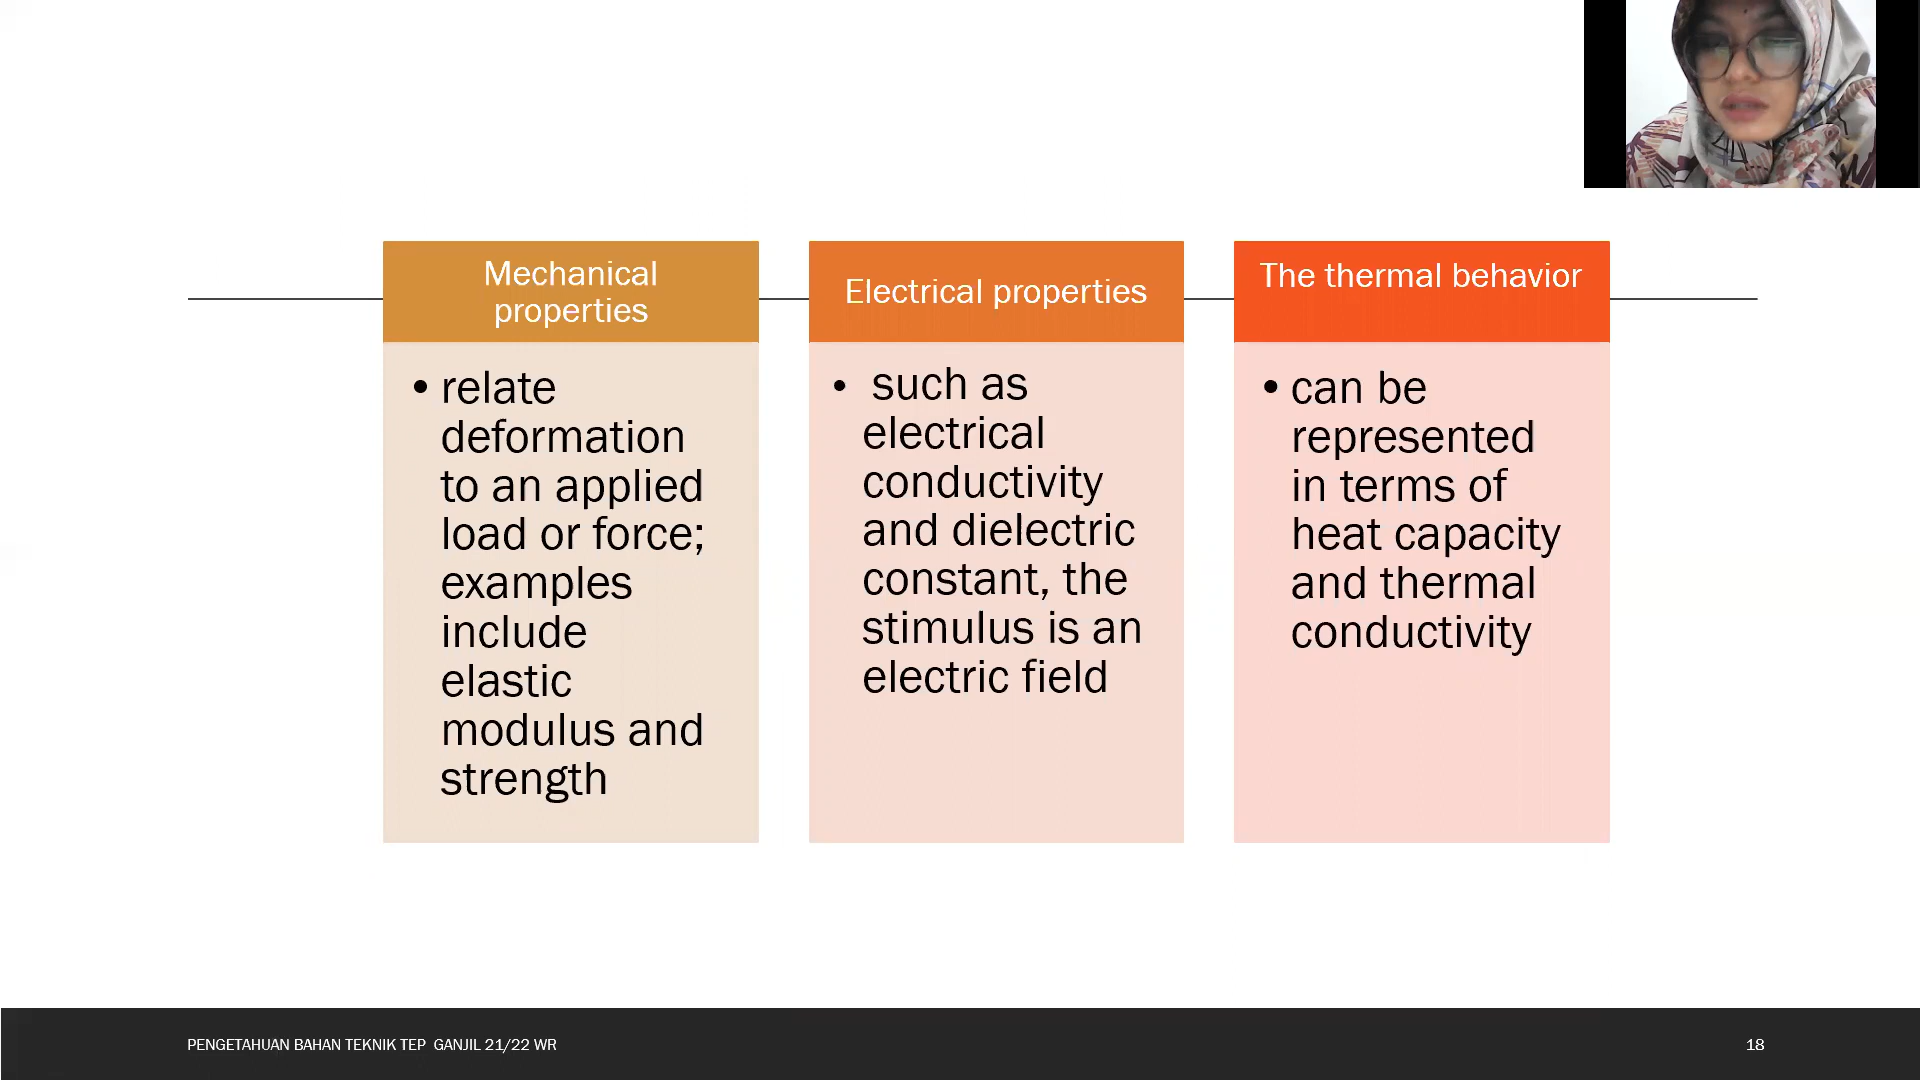 Mechanical
properties
• relate
deformation
to an applied
load or force;
examples
include
elastic
modulus and
strength
Electrical properties
• such as
electrical
conductivity
and dielectric
constant, the
stimulus is an
electric field
The thermal behavior
• can be
represented
in terms of
heat capacity
and thermal
conductivity
PENGETAHUAN BAHAN TEKNIK TEP GANJIL 21/22 WR
18